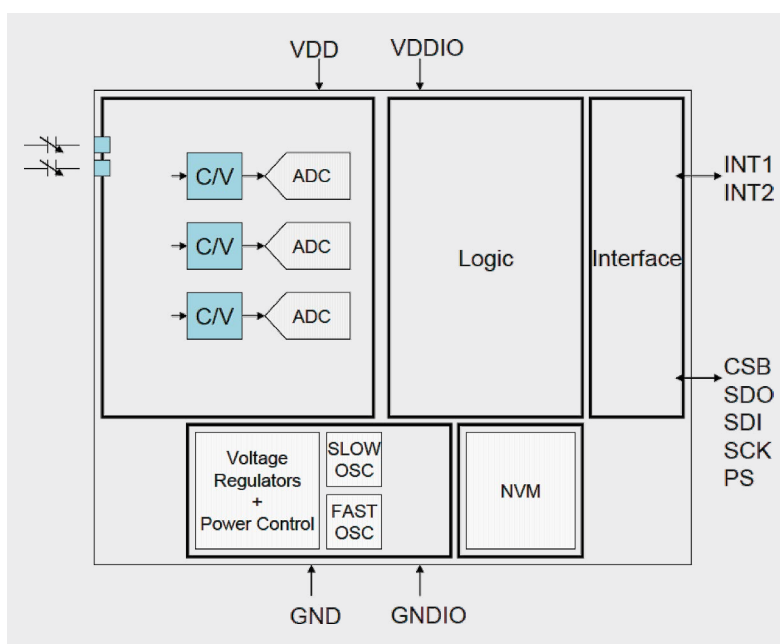 VDD VDDIO
C/V ADC
INT1
INT2
C/V ADC
Logic
Interface
C/V ADC
CSB
SDO
SDI
SCK
PS
Voltage
Regulators
+
Power Control
SLOW
OSC
FAST
OSC
NVM
GND GNDIO